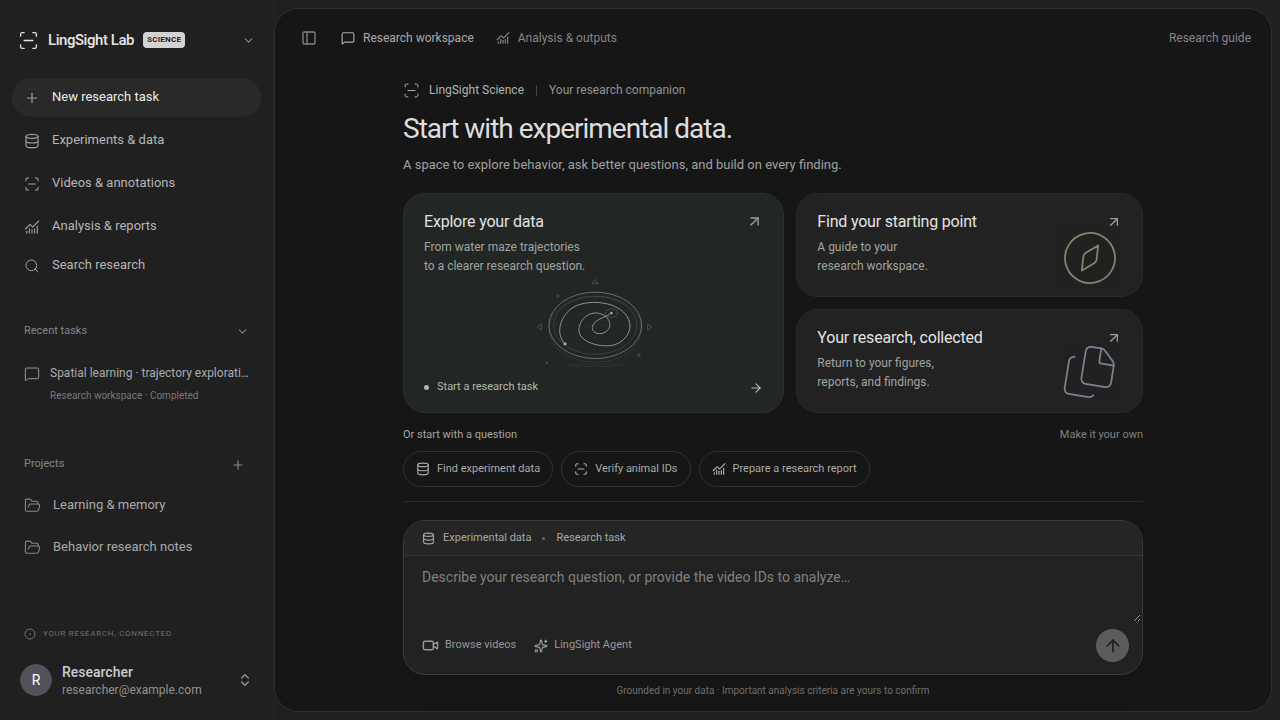 LingSight Lab SCIENCE
New research task
Experiments & data
Videos & annotations
Analysis & reports
Search research
Recent tasks
Spatial learning · trajectory explorati...
Research workspace · Completed
Projects
Learning & memory
Behavior research notes
YOUR RESEARCH, CONNECTED
R
Researcher
researcher@example.com
Research workspace
Analysis & outputs
Research guide
LingSight Science | Your research companion
Start with experimental data.
A space to explore behavior, ask better questions, and build on every finding.
Explore your data
From water maze trajectories
to a clearer research question.
Start a research task
Find your starting point
A guide to your
research workspace.
Your research, collected
Return to your figures,
reports, and findings.
Or start with a question
Make it your own
Find experiment data
Verify animal IDs
Prepare a research report
Experimental data • Research task
Describe your research question, or provide the video IDs to analyze...
Browse videos
LingSight Agent
Grounded in your data · Important analysis criteria are yours to confirm